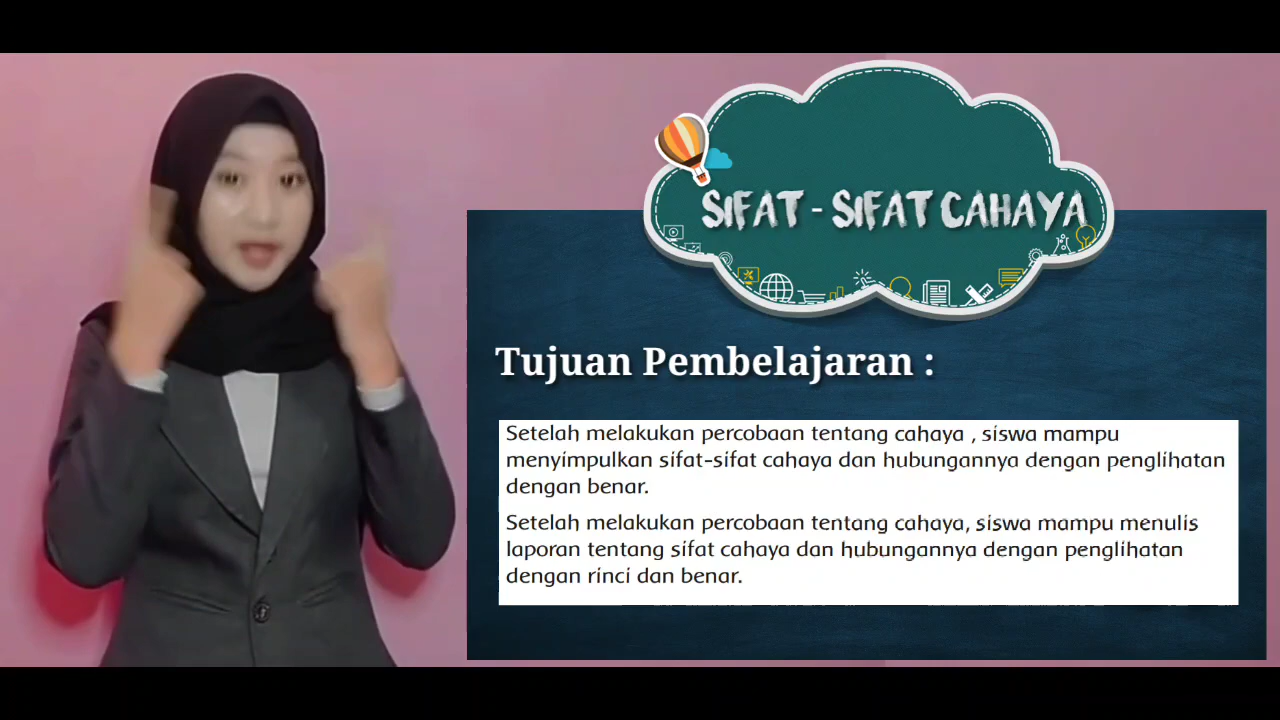 SIFAT - SIFAT CAHAYA
Tujuan Pembelajaran :
Setelah melakukan percobaan tentang cahaya , siswa mampu
menyimpulkan sifat-sifat cahaya dan hubungannya dengan penglihatan
dengan benar.
Setelah melakukan percobaan tentang cahaya, siswa mampu menulis
laporan tentang sifat cahaya dan hubungannya dengan penglihatan
dengan rinci dan benar.